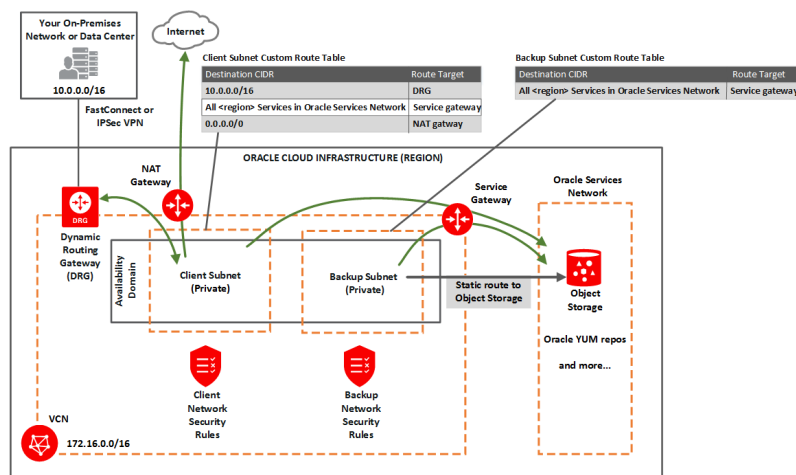 Your On-Premises
Network or Data Center
10.0.0.0/16
Internet
FastConnect or
IPSec VPN
Client Subnet Custom Route Table
Destination CIDR Route Target
10.0.0.0/16 DRG
All <region> Services in Oracle Services Network Service gateway
0.0.0.0/0 NAT gatway
Backup Subnet Custom Route Table
Destination CIDR Route Target
All <region> Services in Oracle Services Network Service gateway
ORACLE CLOUD INFRASTRUCTURE (REGION)
NAT
Gateway
Service
Gateway
Oracle Services
Network
DRG
Dynamic
Routing
Gateway
(DRG)
Availability
Domain
Client Subnet
(Private)
Backup Subnet
(Private)
Static route to
Object Storage
Object
Storage
Oracle YUM repos
and more...
Client
Network
Security
Rules
Backup
Network
Security
Rules
VCN
172.16.0.0/16